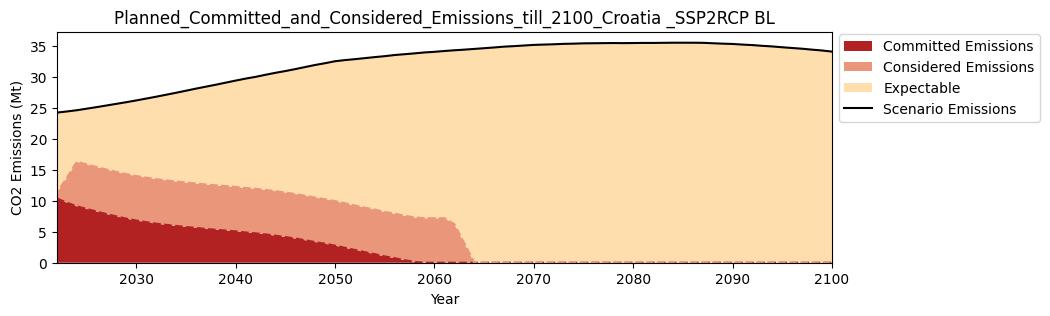 Planned_Committed_and_Considered_Emissions_till_2100_Croatia _SSP2RCP BL
CO2 Emissions (Mt)
35
30
25
20
15
10
5
0
2030 2040 2050 2060 2070 2080 2090 2100
Year
Committed Emissions
Considered Emissions
Expectable
Scenario Emissions